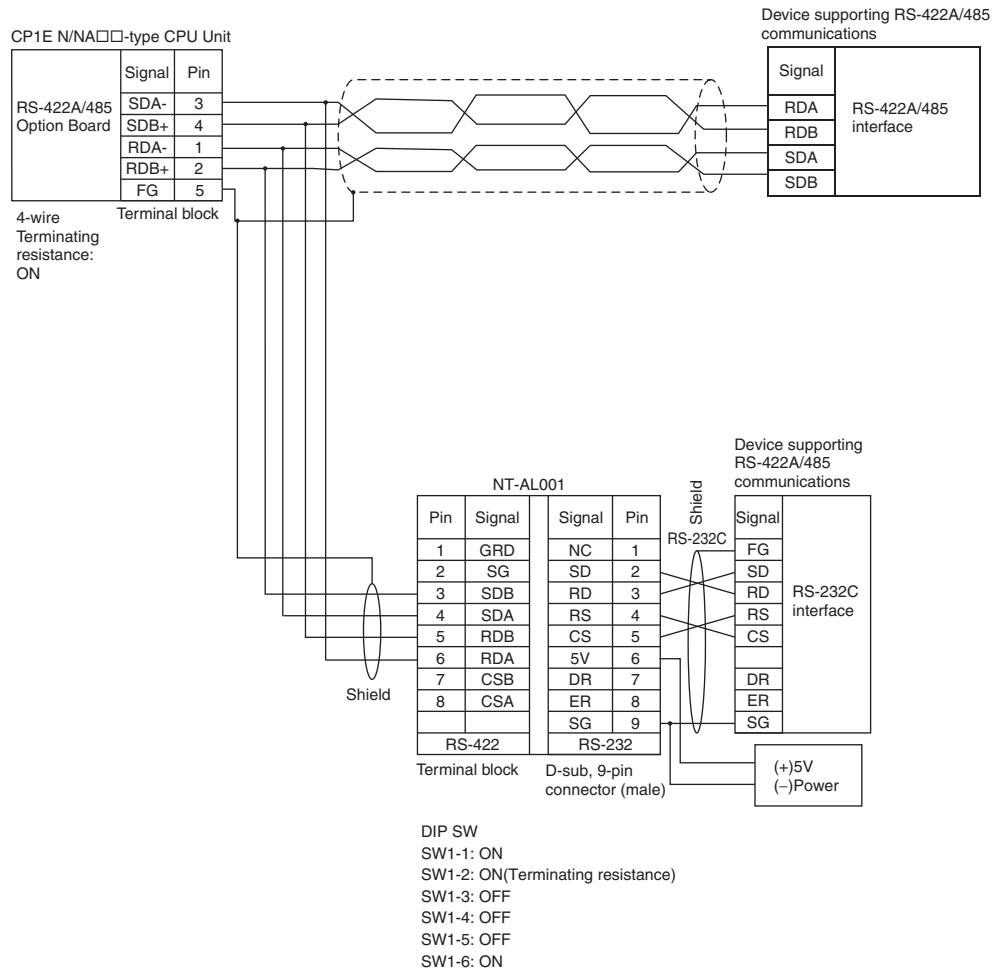 Device supporting RS-422A/485
communications
CP1E N/NA□□-type CPU Unit
Signal Pin
RS-422A/485
Option Board
SDA- 3
SDB+ 4
RDA- 1
RDB+ 2
FG 5
Terminal block
4-wire
Terminating
resistance:
ON
Signal
RDA
RDB
SDA
SDB
RS-422A/485
interface
Device supporting
RS-422A/485
communications
NT-AL001
Pin Signal Signal Pin
1 GRD NC 1
2 SG SD 2
3 SDB RD 3
4 SDA RS 4
5 RDB CS 5
6 RDA 5V 6
7 CSB DR 7
8 CSA ER 8
SG 9
RS-422 RS-232
Terminal block
D-sub, 9-pin
connector (male)
Shield
Shield
RS-232C
Signal
FG
SD
RD
RS
CS
DR
ER
SG
RS-232C
interface
(+)5V
(−)Power
DIP SW
SW1-1: ON
SW1-2: ON(Terminating resistance)
SW1-3: OFF
SW1-4: OFF
SW1-5: OFF
SW1-6: ON